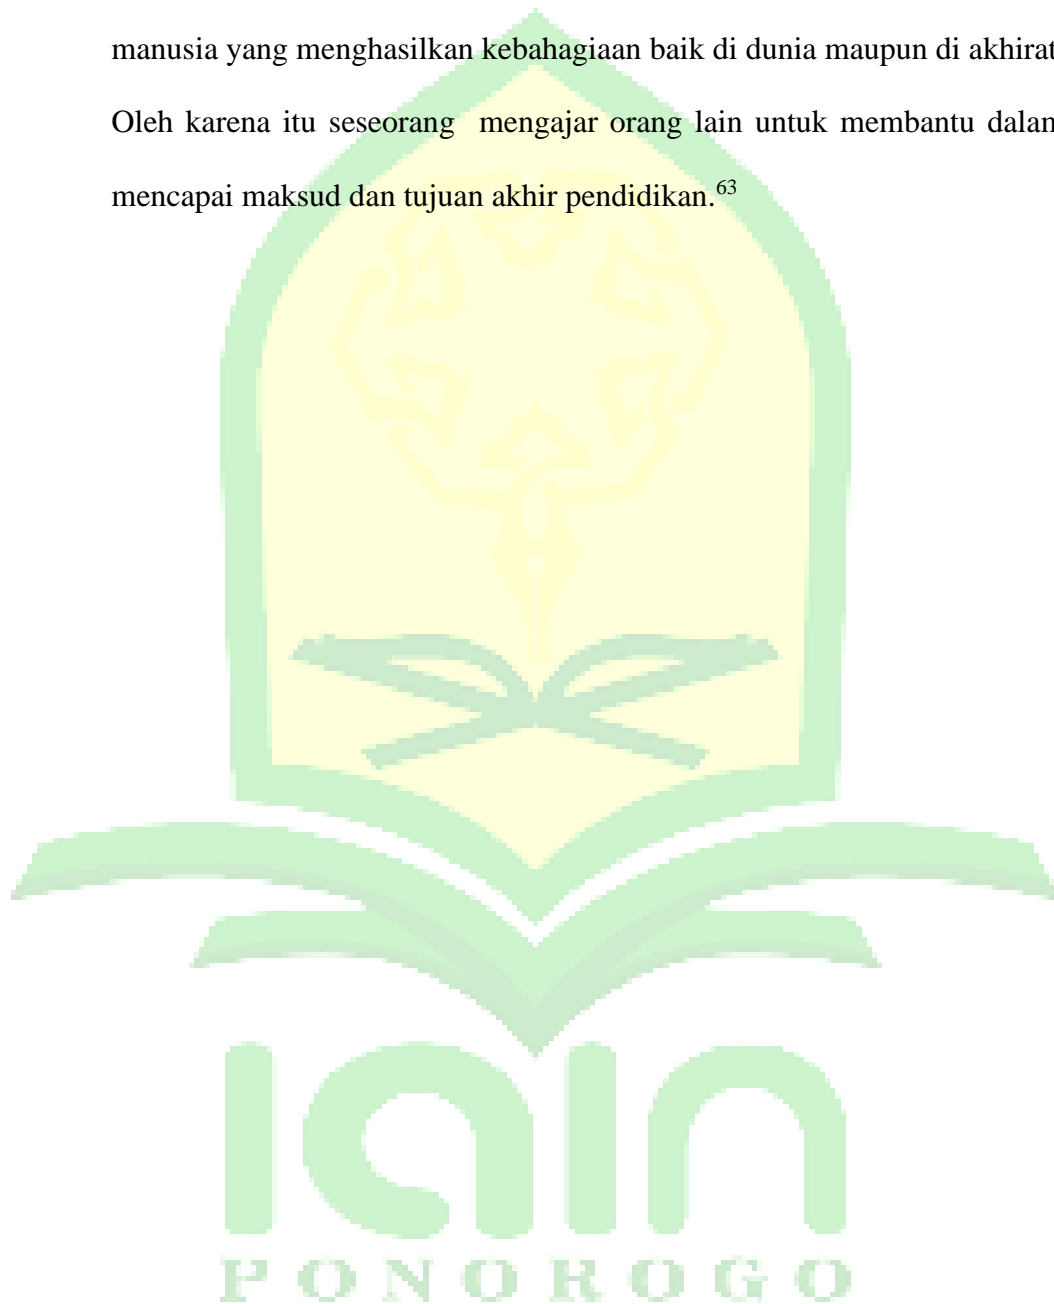 manusia yang menghasilkan kebahagiaan baik di dunia maupun di akhirat
Oleh karena itu seseorang mengajar orang lain untuk membantu dalam
mencapai maksud dan tujuan akhir pendidikan.63
iain
PONOROGO